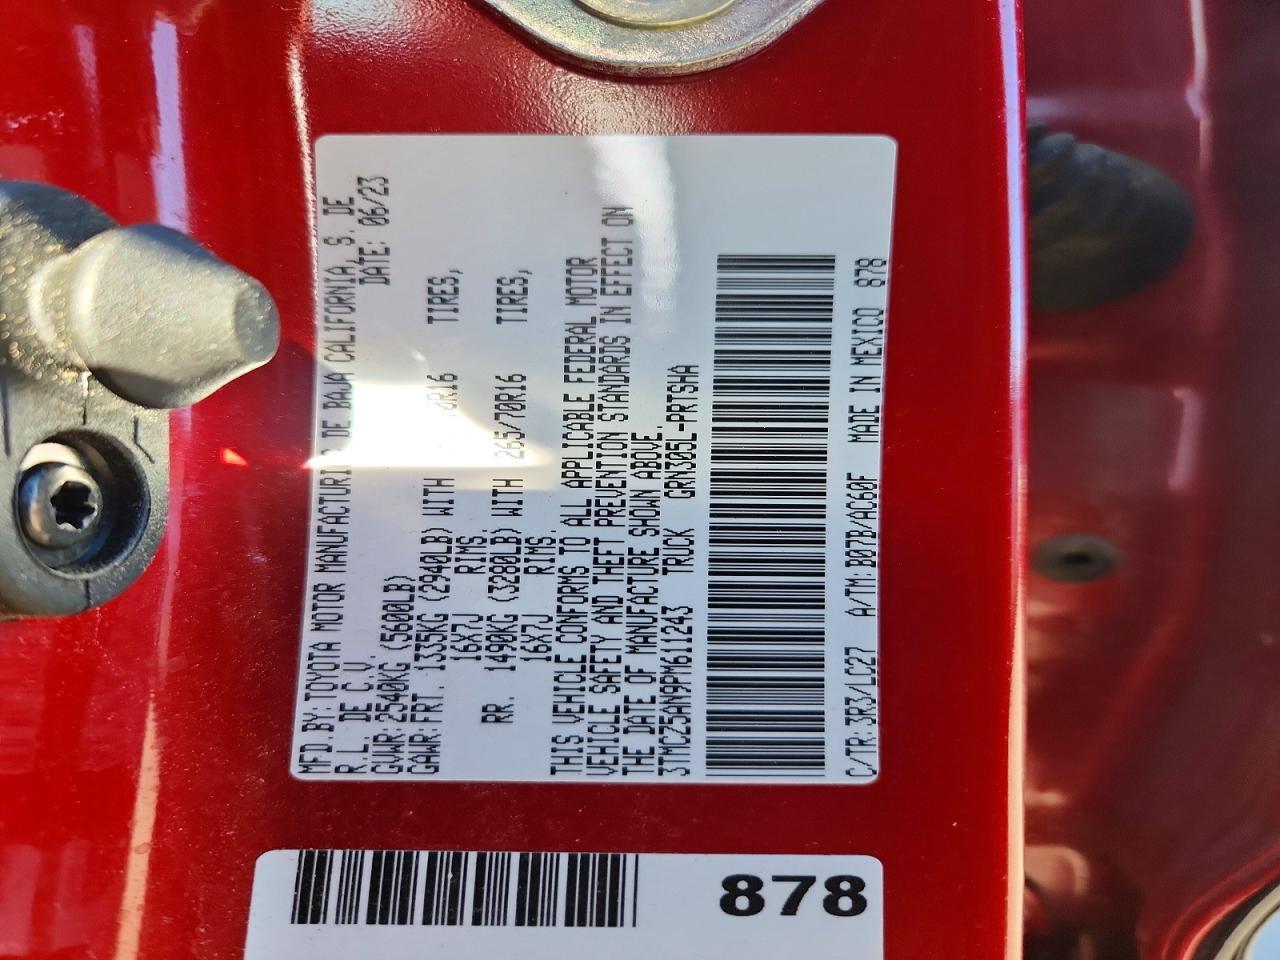 MFD.BY:TOYOTA MOTOR MANUFACTURING DE BAJA CALIFORNIA, S. DE
R.L. DE C.V. DATE: 06/23
GVWR:2540KG (5600LB)
GAWR:FRT. 1335KG (2940LB) WITH TIRES,
16X7J RIMS,
RR. 1490KG (3280LB) WITH 265/70R16 TIRES,
16X7J RIMS.
THIS VEHICLE CONFORMS TO ALL APPLICABLE FEDERAL MOTOR
VEHICLE SAFETY AND THEFT PREVENTION STANDARDS IN EFFECT ON
THE DATE OF MANUFACTURE SHOWN ABOVE.
3TMCZ5AN9PM611243 TRUCK GRN305L-PRTSHA
C/TR:3R3/LC27 A/TM:B07B/AC60F MADE IN MEXICO 878
878